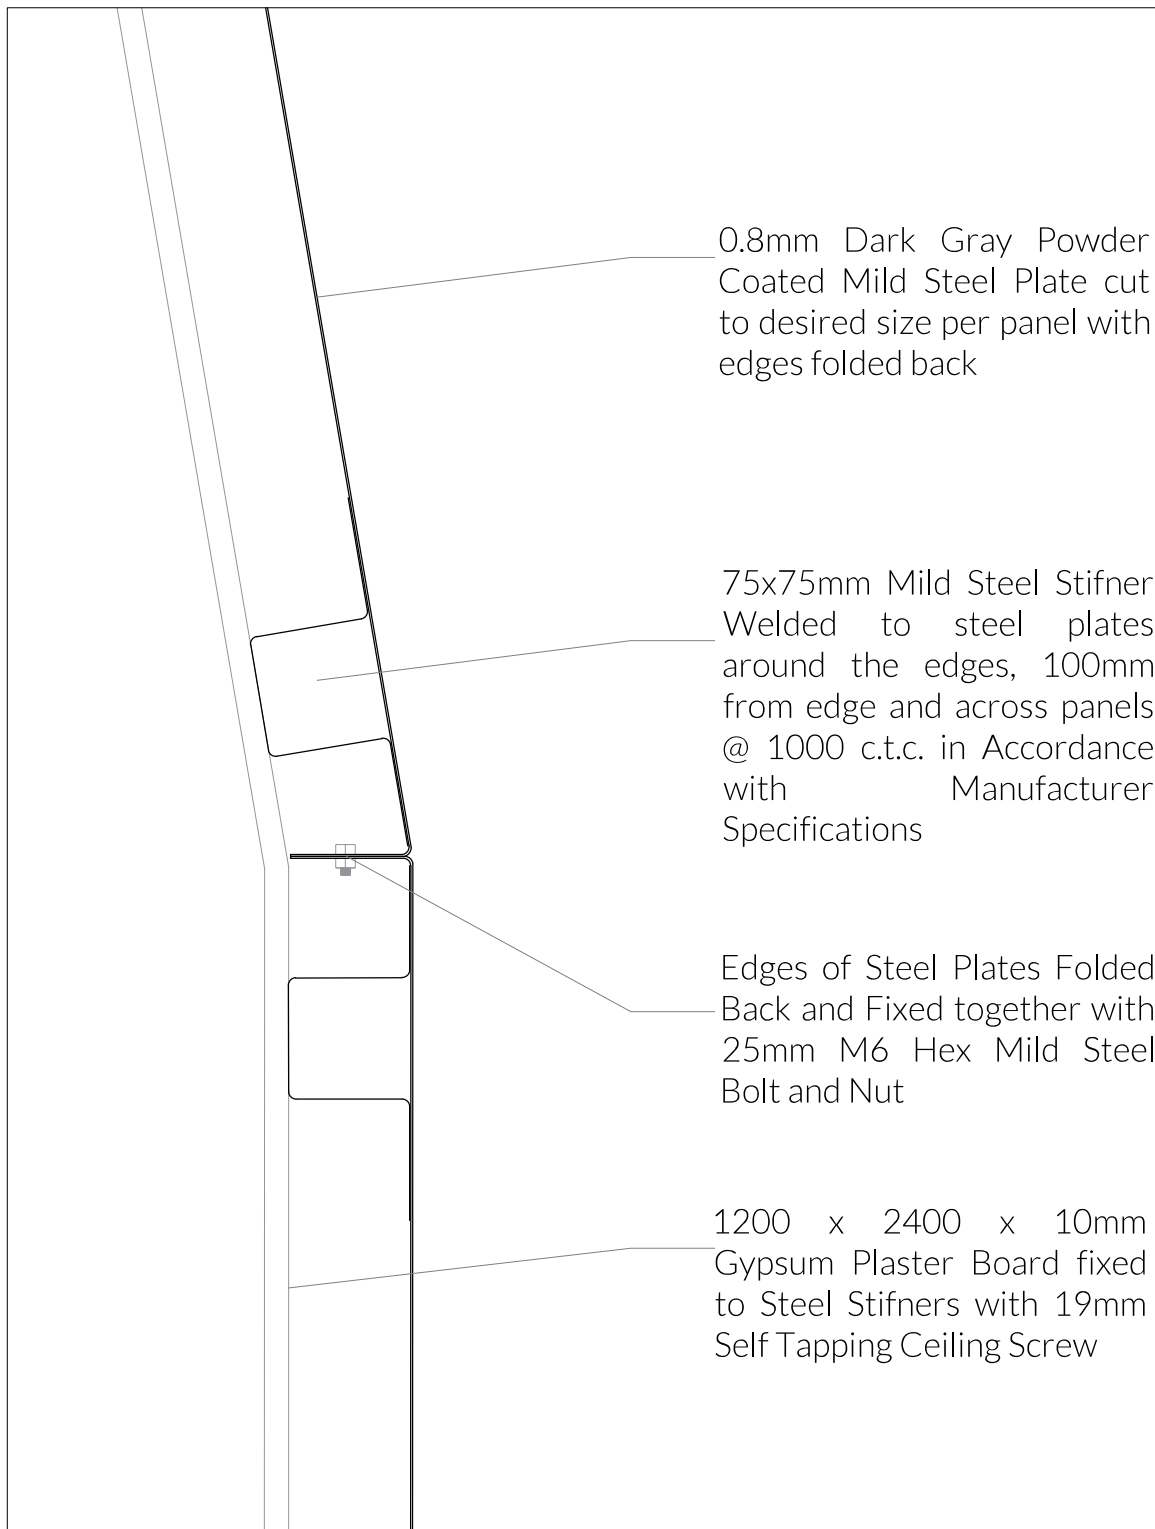 0.8mm Dark Gray Powder
Coated Mild Steel Plate cut
to desired size per panel with
edges folded back
75x75mm Mild Steel Stifner
Welded to steel plates
around the edges, 100mm
from edge and across panels
@ 1000 c.t.c. in Accordance
with Manufacturer
Specifications
Edges of Steel Plates Folded
Back and Fixed together with
25mm M6 Hex Mild Steel
Bolt and Nut
1200 x 2400 x 10mm
Gypsum Plaster Board fixed
to Steel Stifners with 19mm
Self Tapping Ceiling Screw